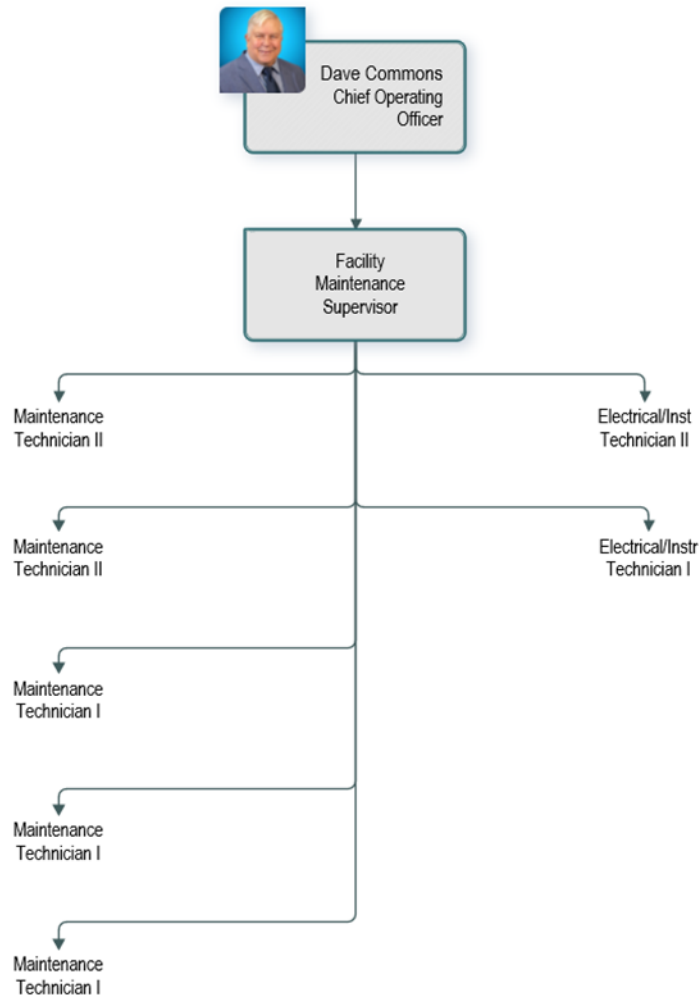 Dave Commons
Chief Operating
Officer
Facility
Maintenance
Supervisor
Maintenance
Technician II
Electrical/Inst
Technician II
Maintenance
Technician II
Electrical/Instr
Technician I
Maintenance
Technician I
Maintenance
Technician I
Maintenance
Technician I